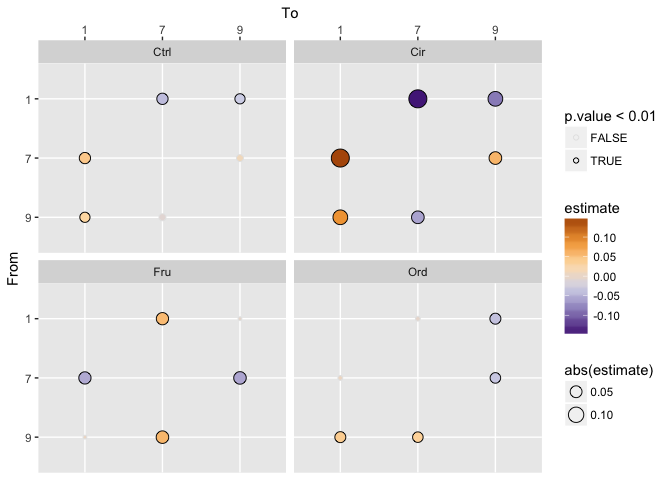 To
1 7 9 1 7 9
Ctrl Cir
1
7
9
From
Fru Ord
1
7
9
p.value < 0.01
FALSE
TRUE
estimate
0.10
0.05
0.00
-0.05
-0.10
abs(estimate)
0.05
0.10